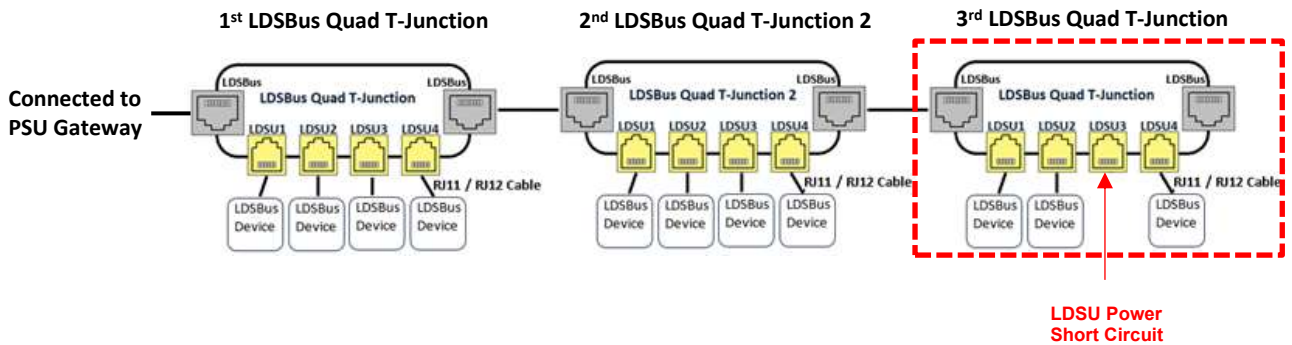 1st LDSBus Quad T-Junction
2nd LDSBus Quad T-Junction 2
3rd LDSBus Quad T-Junction
Connected to
PSU Gateway
LDSBus
LDSBus
LDSBus Quad T-Junction
LDSU1 LDSU2 LDSU3 LDSU4
RJ11 / RJ12 Cable
LDSBus
Device
LDSBus
Device
LDSBus
Device
LDSBus
Device
LDSBus
LDSBus
LDSBus Quad T-Junction 2
LDSU1 LDSU2 LDSU3 LDSU4
RJ11 / RJ12 Cable
LDSBus
Device
LDSBus
Device
LDSBus
Device
LDSBus
Device
LDSBus
LDSBus
LDSBus Quad T-Junction
LDSU1 LDSU2 LDSU3 LDSU4
RJ11 / RJ12 Cable
LDSBus
Device
LDSBus
Device
LDSBus
Device
LDSU Power
Short Circuit